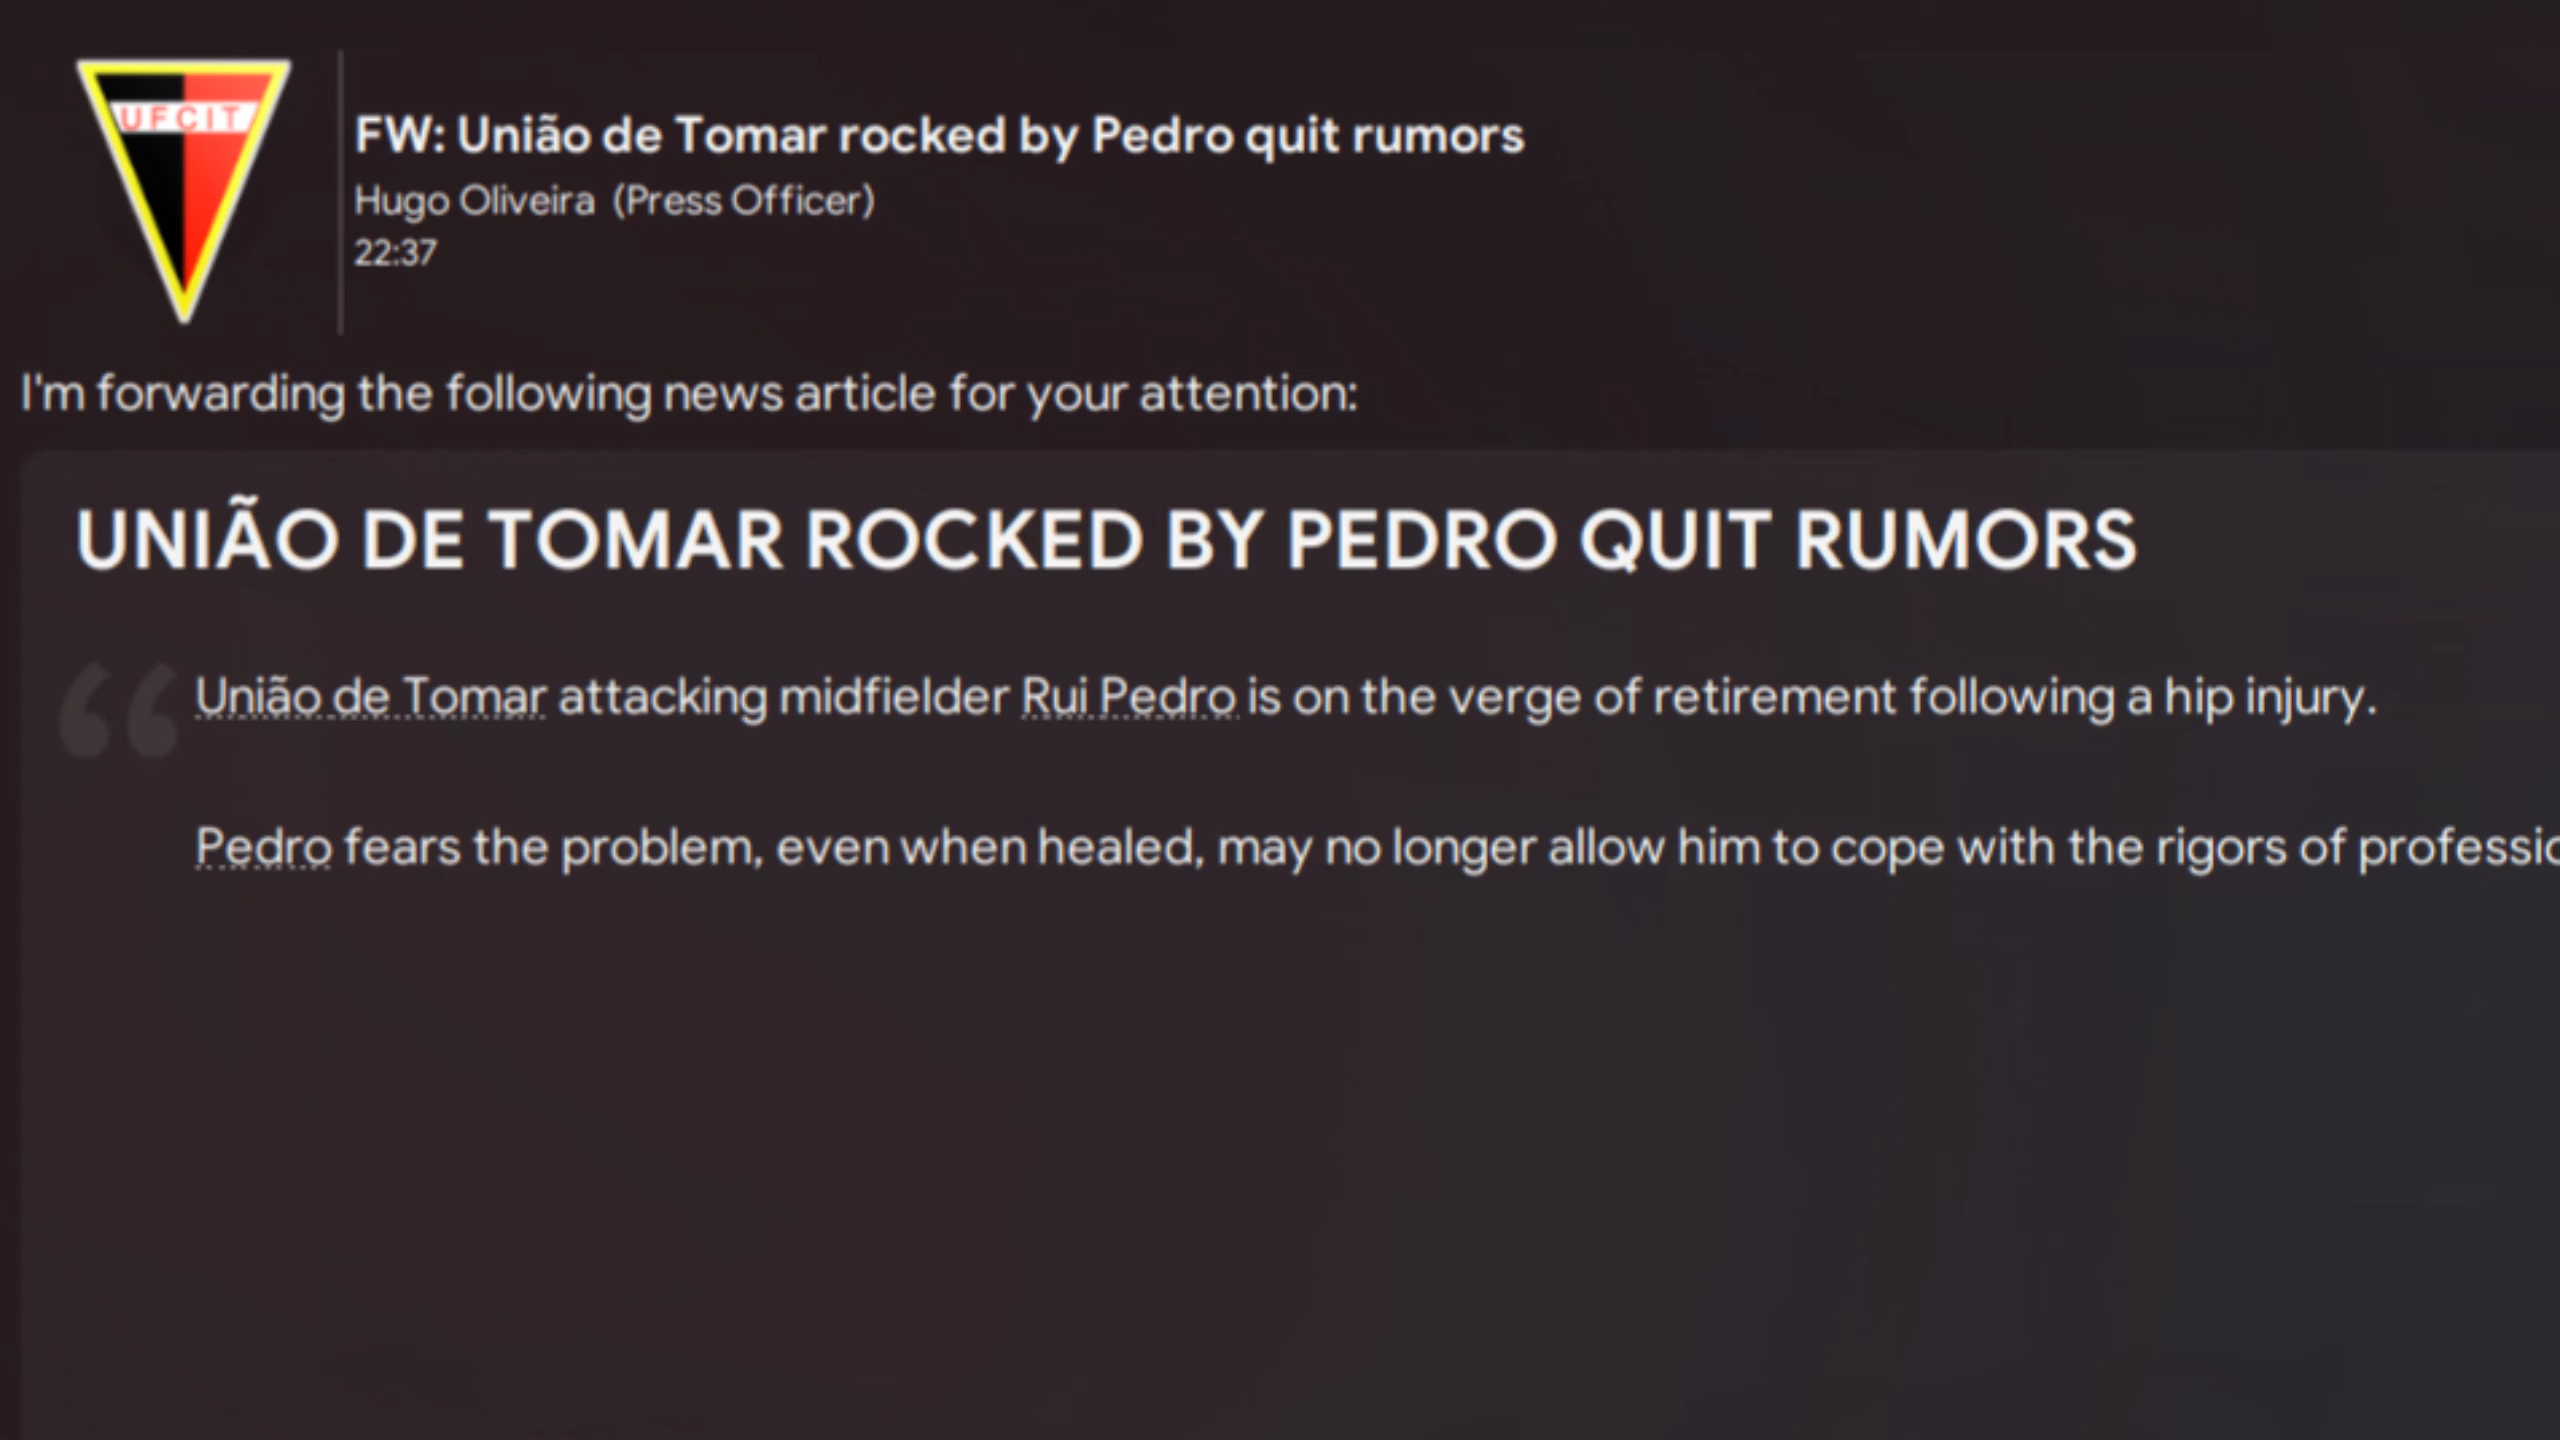 UFCIT
FW: União de Tomar rocked by Pedro quit rumors
Hugo Oliveira (Press Officer)
22:37
I'm forwarding the following news article for your attention:
UNIÃO DE TOMAR ROCKED BY PEDRO QUIT RUMORS
União de Tomar attacking midfielder Rui Pedro is on the verge of retirement following a hip injury.
Pedro fears the problem, even when healed, may no longer allow him to cope with the rigors of